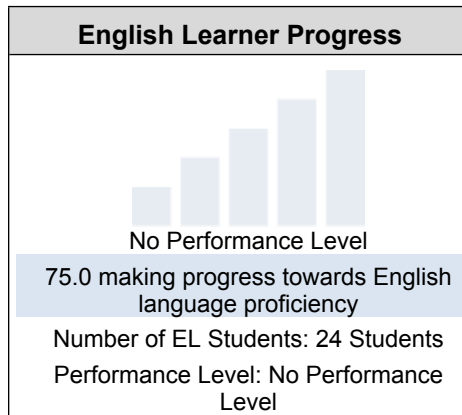 English Learner Progress
No Performance Level
75.0 making progress towards English
language proficiency
Number of EL Students: 24 Students
Performance Level: No Performance
Level